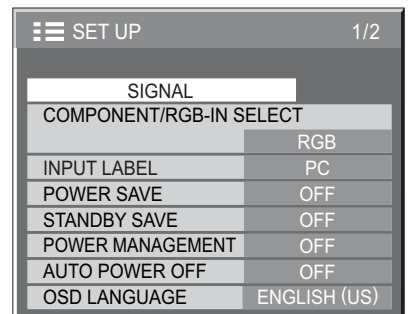 SET UP 1/2
SIGNAL
COMPONENT/RGB-IN SELECT
RGB
INPUT LABEL PC
POWER SAVE OFF
STANDBY SAVE OFF
POWER MANAGEMENT OFF
AUTO POWER OFF OFF
OSD LANGUAGE ENGLISH (US)